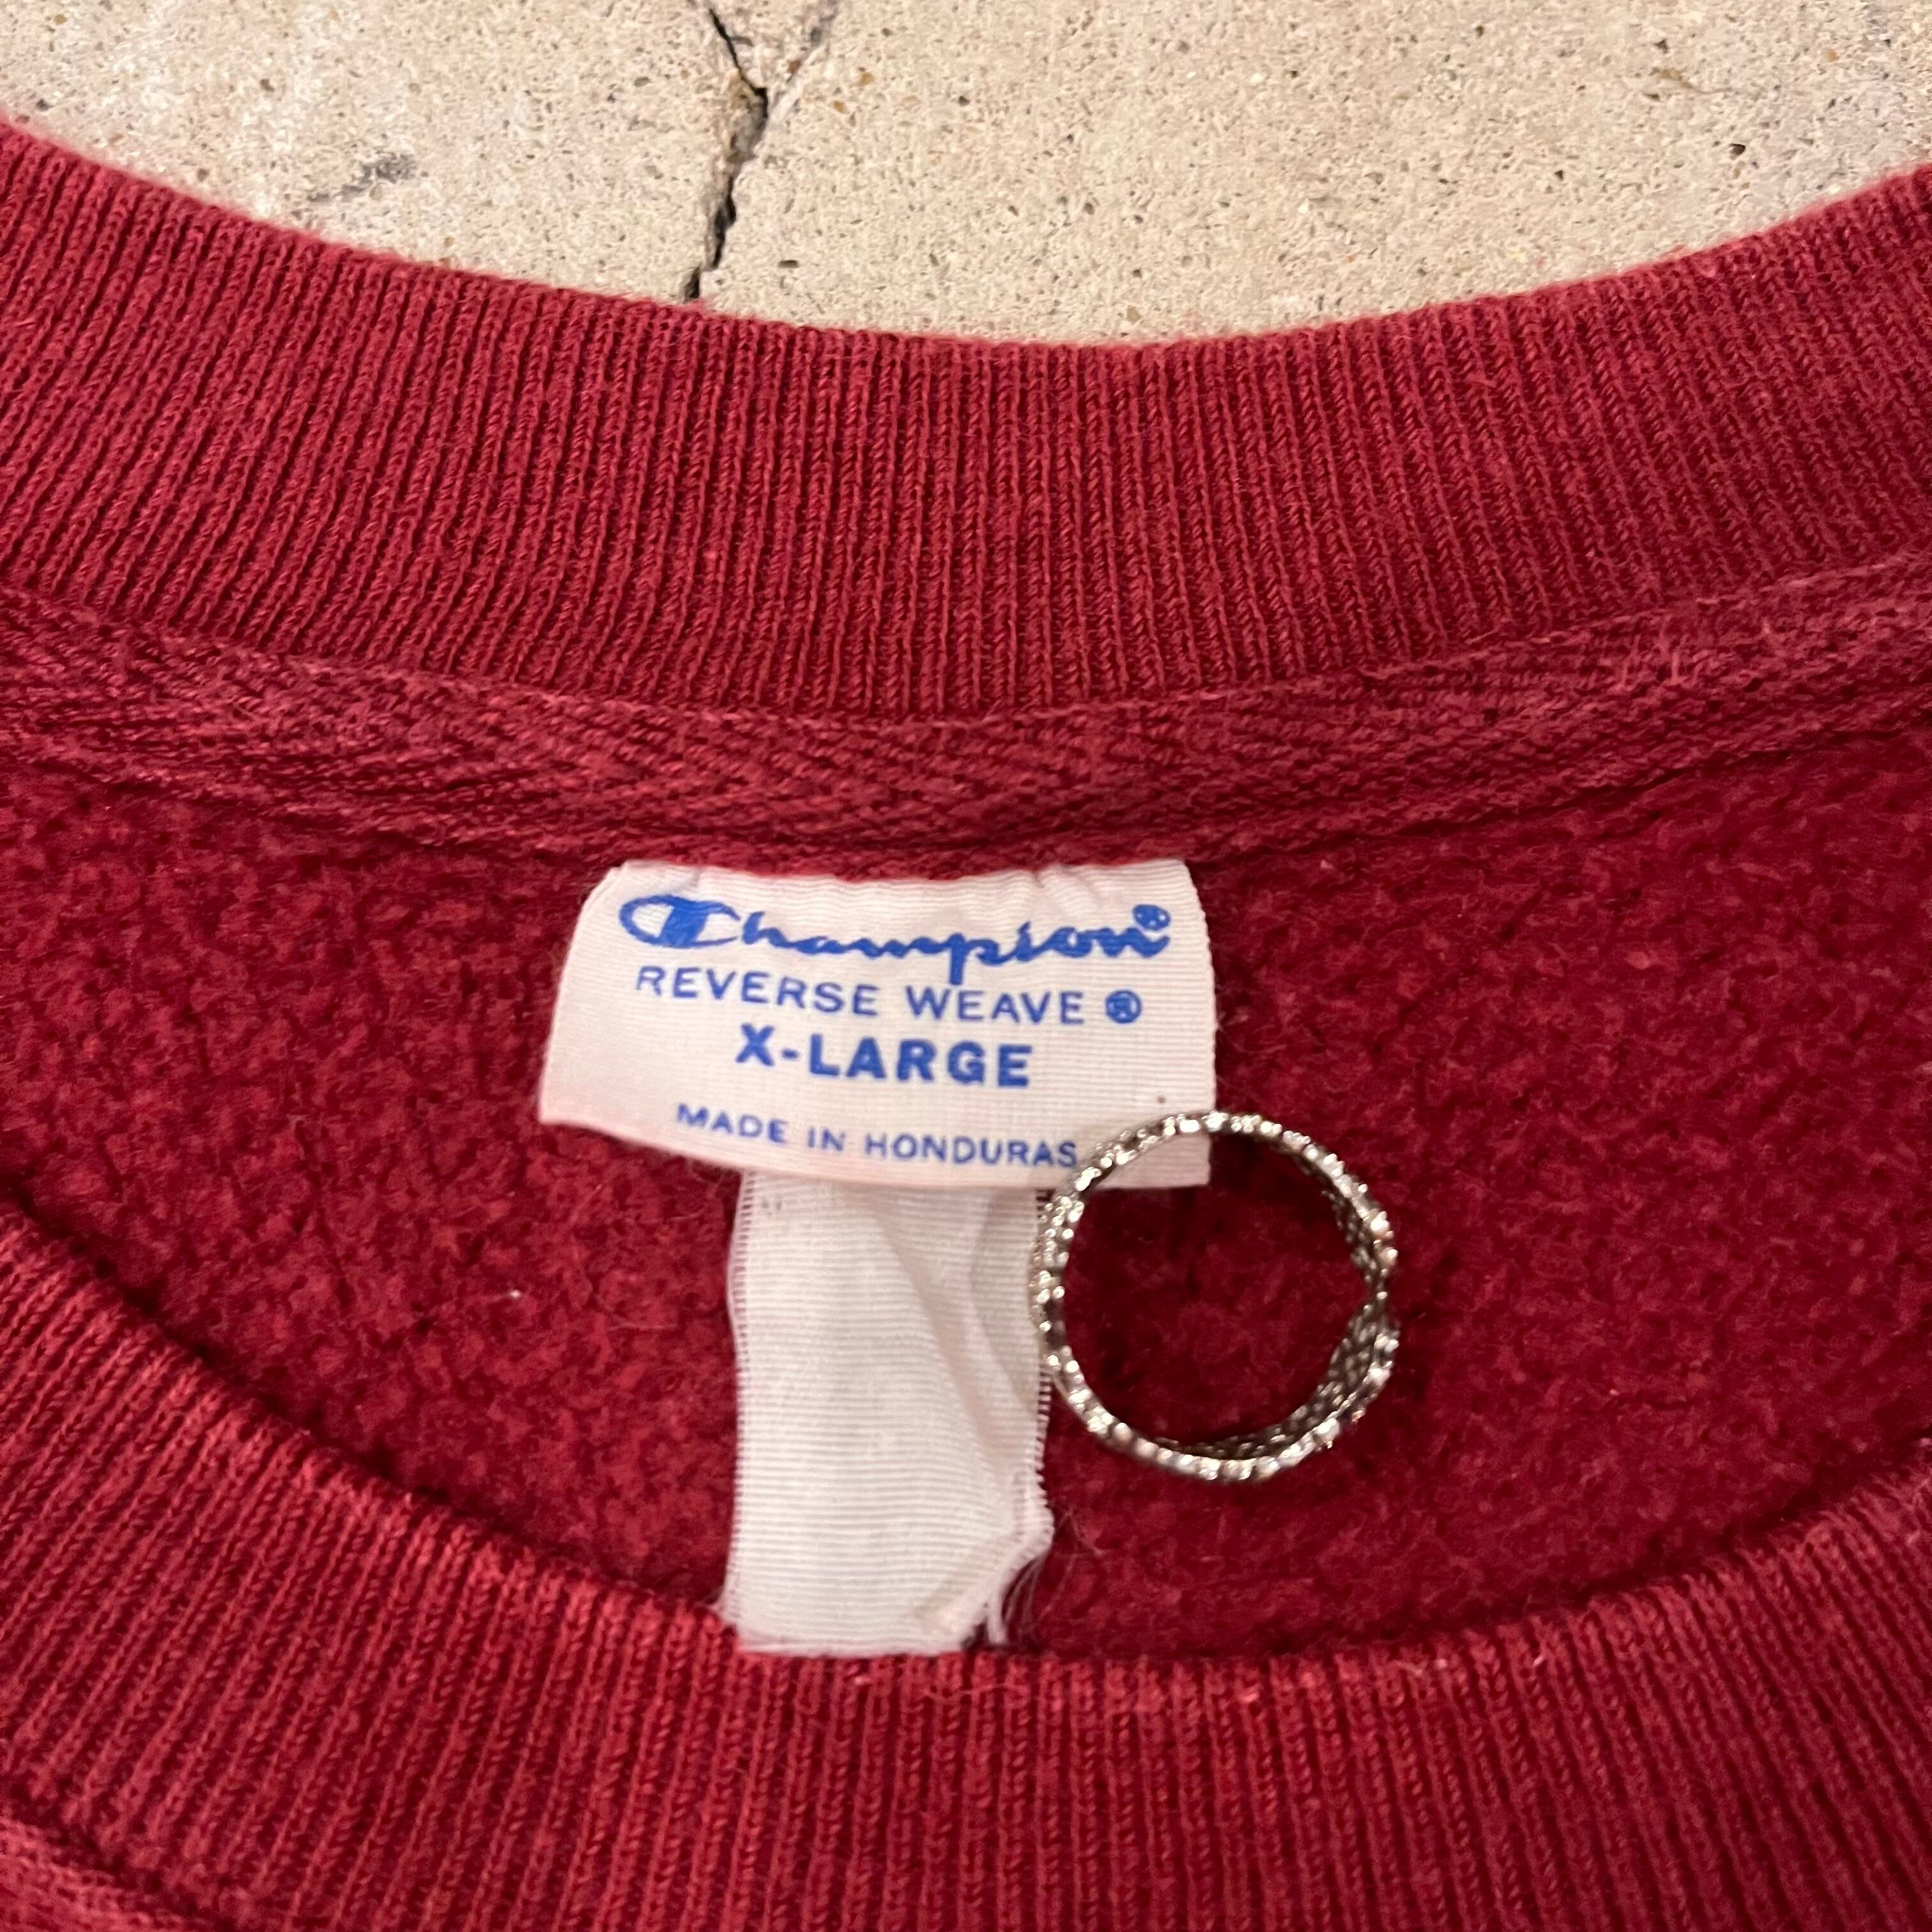 Champion®
REVERSE WEAVE ®
X-LARGE
MADE IN HONDURAS